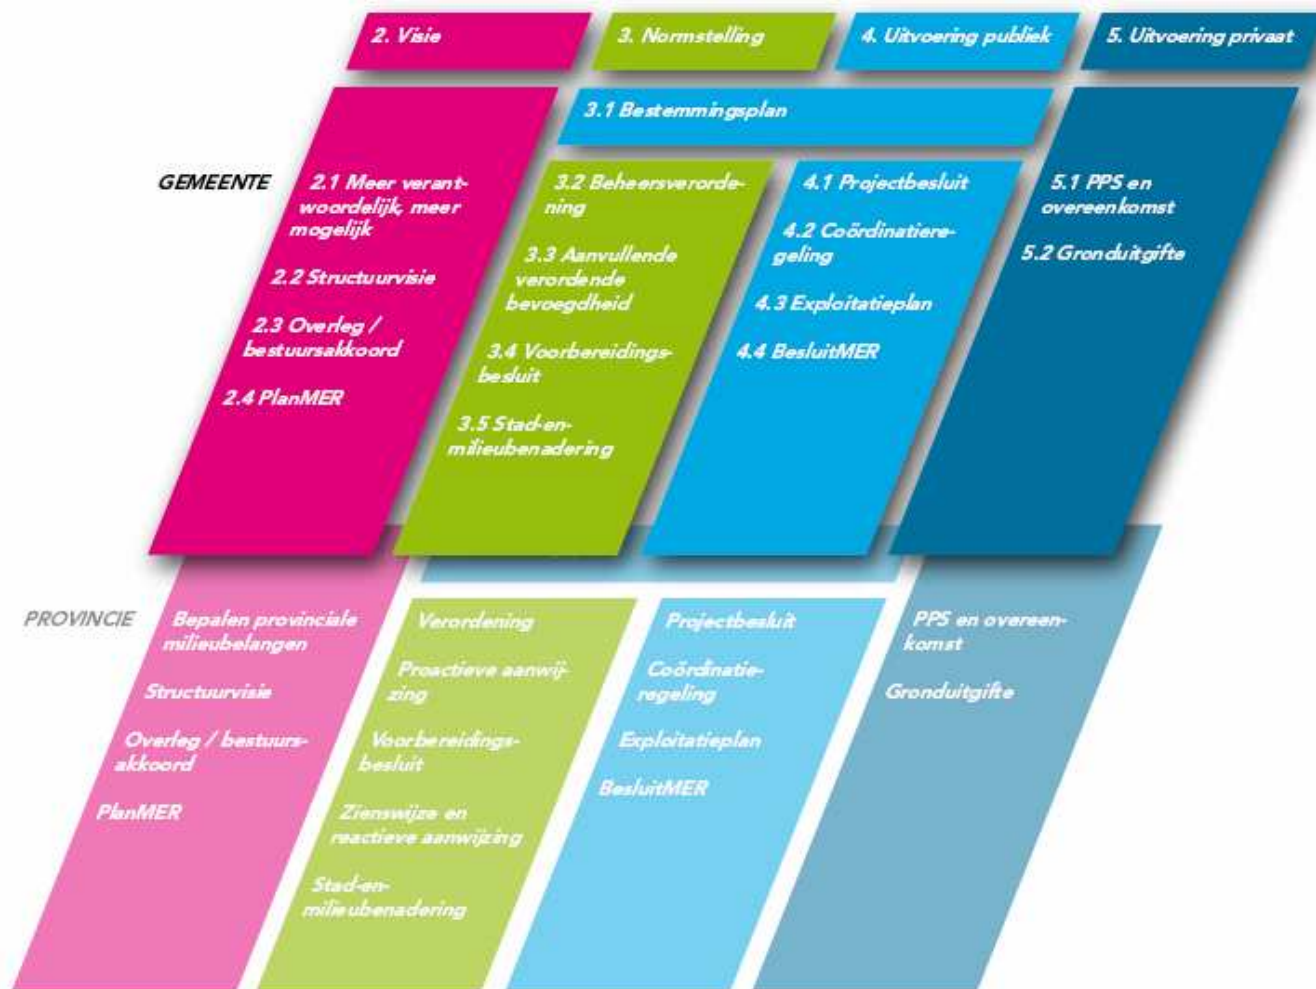 2. Visie
3. Normstelling
4. Uitvoering publiek
5. Uitvoering privaat
3.1 Bestemmingsplan
GEMEENTE
2.1 Meer verant-
woordelijk, meer
mogelijk
2.2 Structuurvisie
2.3 Overleg /
bestuursakkoord
2.4 PlanMER
3.2 Beheersverorde-
ning
3.3 Aanvullende
verordende
bevoegdheid
3.4 Voorbereidings-
besluit
3.5 Stad-en-
milieubenadering
4.1 Projectbesluit
4.2 Coördinatiere-
geling
4.3 Exploitatieplan
4.4 BesluitMER
5.1 PPS en
overeenkomst
5.2 Gronduitgifte
PROVINCIE
Bepalen provinciale
milieubelangen
Structuurvisie
Overleg / bestuurs-
akkoord
PlanMER
Verordening
Proactieve aanwij-
zing
Voorbereidings-
besluit
Zienswijze en
reactieve aanwijzing
Stad-en-
milieubenadering
Projectbesluit
Coördinatie-
regeling
Exploitatieplan
BesluitMER
PPS en overeen-
komst
Gronduitgifte